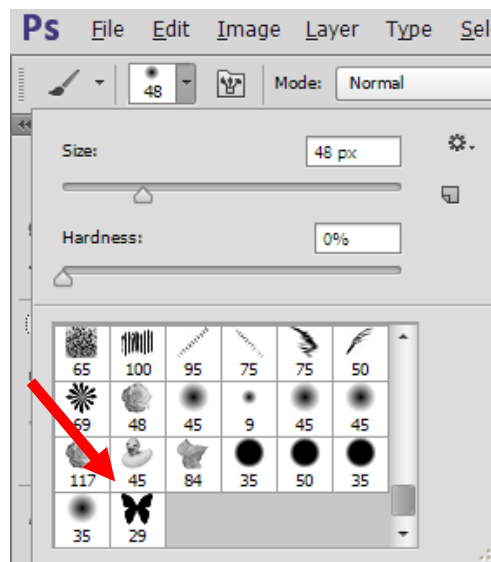 Ps File Edit Image Layer Type Sel
48 Mode: Normal
Size: 48 px
Hardness: 0%
65 100 95 75 75 50
69 48 45 9 45 45
117 45 84 35 50 35
35 29